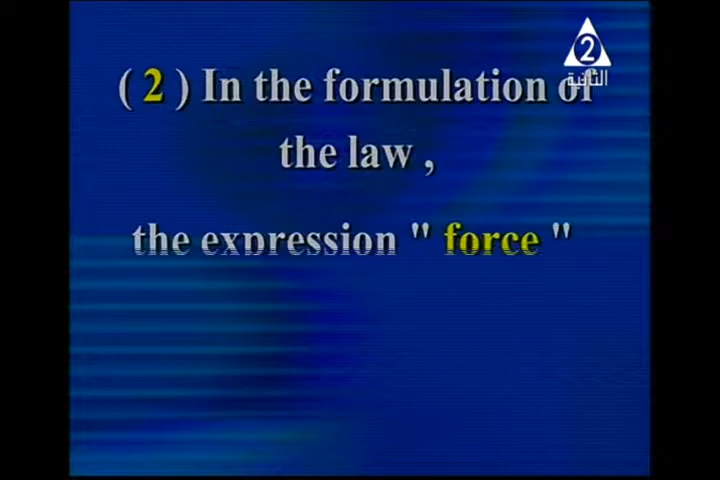 2
الثانية
( 2 ) In the formulation of
the law ,
the expression " force "